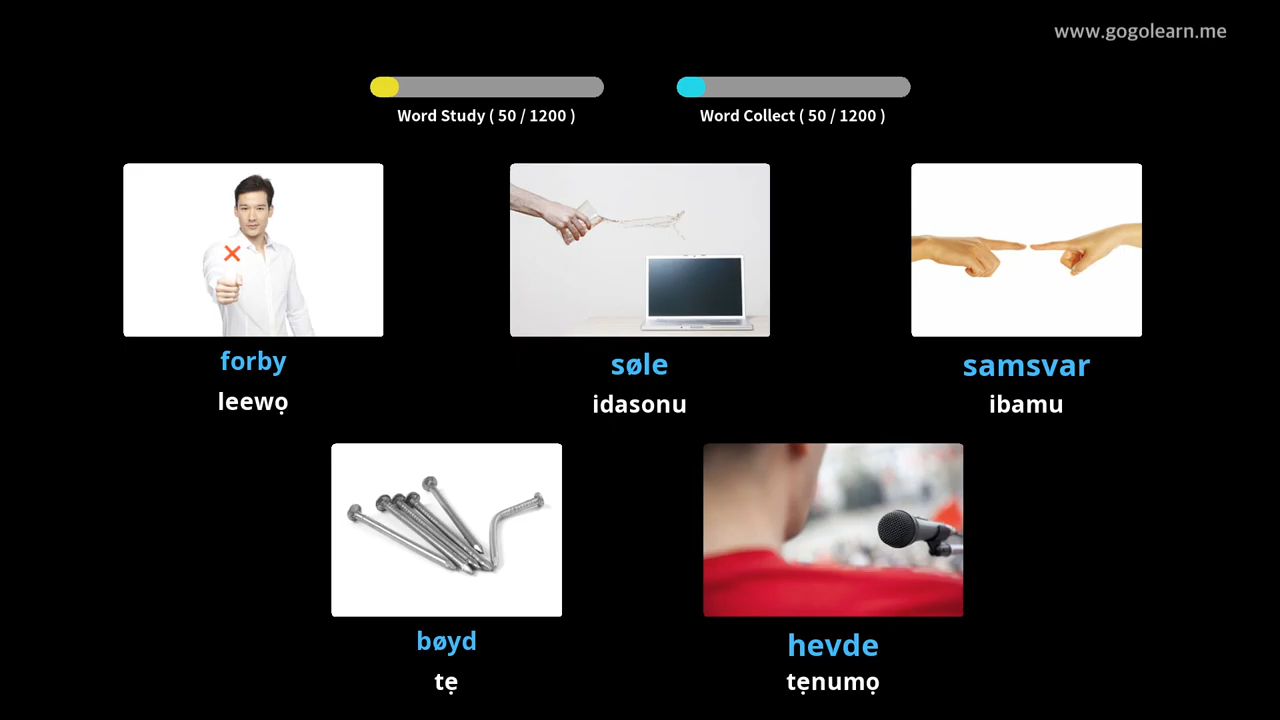 www.gogolearn.me
Word Study ( 50 / 1200 )
Word Collect ( 50 / 1200 )
forby
leewọ
søle
idasonu
samsvar
ibamu
bøyd
tẹ
hevde
tẹnumọ